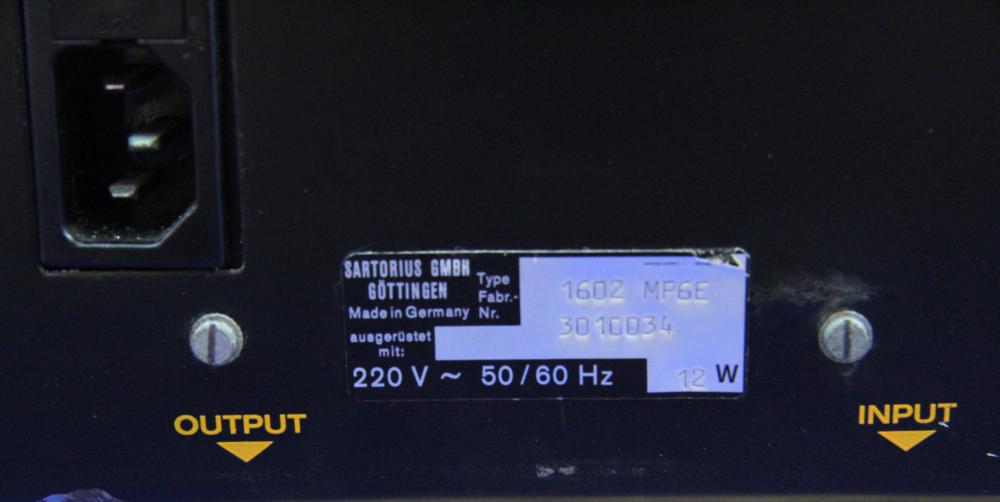 SARTORIUS GMBH
GÖTTINGEN
Made in Germany
Type
Fabr.-
Nr.
1602 MP6E
3010034
ausgerüstet
mit:
220 V ~ 50/60 Hz
12 W
OUTPUT
INPUT